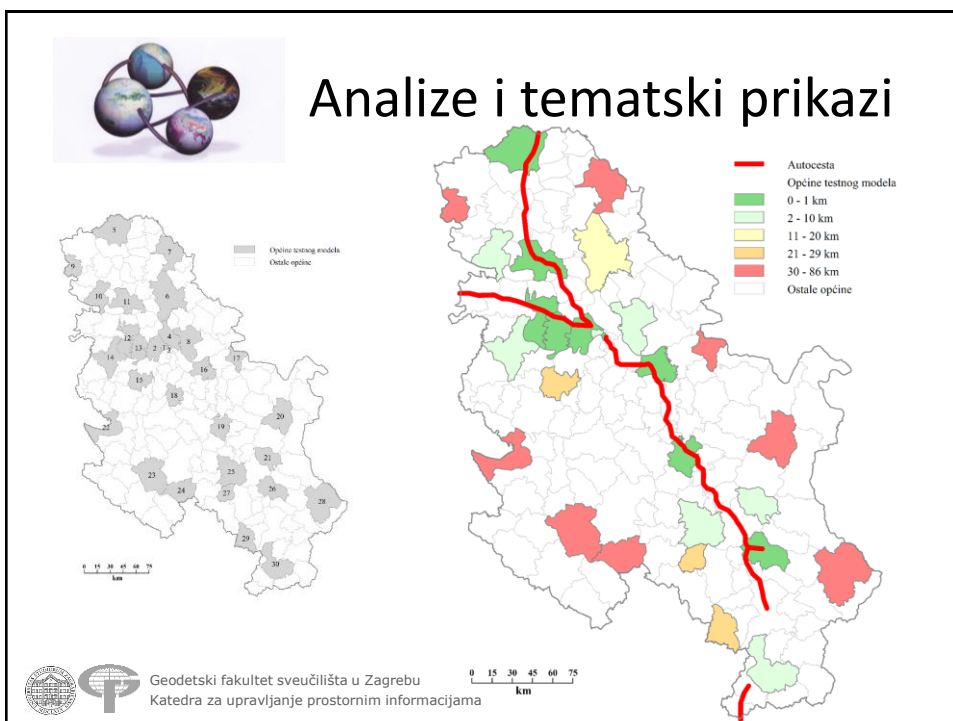 Analize i tematski prikazi
Autocesta
Općine testnog modela
0 - 1 km
2 - 10 km
11 - 20 km
21 - 29 km
30 - 86 km
Ostale općine
Općine testnog modela
Ostale općine
5
7
9
6
10
11
12
4
13
2
8
14
17
16
15
18
20
22
19
21
23
25
24
27
26
28
29
30
0 15 30 45 60 75
km
0 15 30 45 60 75
km
Geodetski fakultet sveučilišta u Zagrebu
Katedra za upravljanje prostornim informacijama